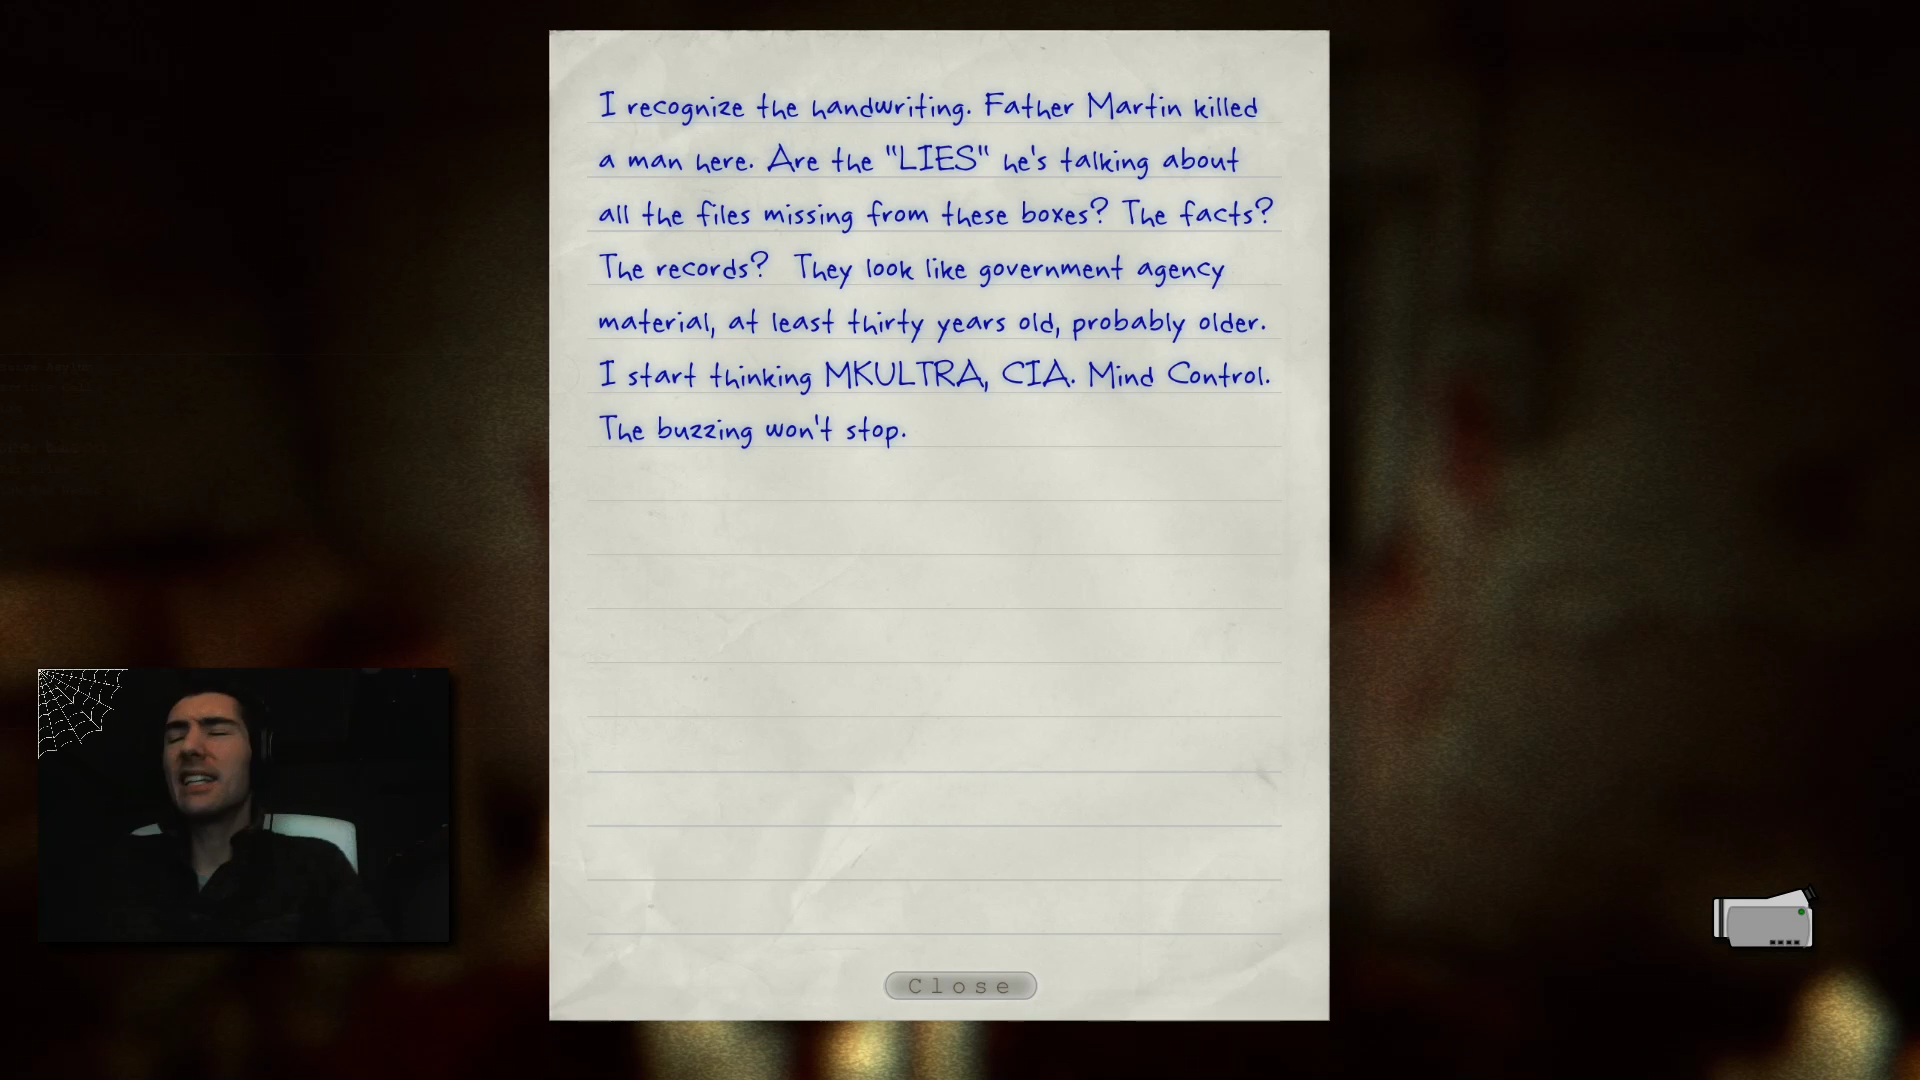 I recognize the handwriting. Father Martin killed
a man here. Are the "LIES" he's talking about
all the files missing from these boxes? The facts?
The records?  They look like government agency
material, at least thirty years old, probably older.
I start thinking MKULTRA, CIA. Mind Control.
The buzzing won't stop.
Close